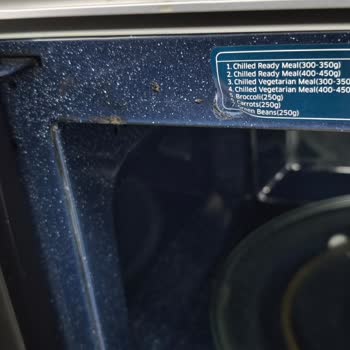 1. Chilled Ready Meal(300-350g)
2. Chilled Ready Meal(400-450g)
3. Chilled Vegetarian Meal(300-350
4. Chilled Vegetarian Meal(400-450
Broccoli(250g)
Carrots(250g)
Beans(250g)